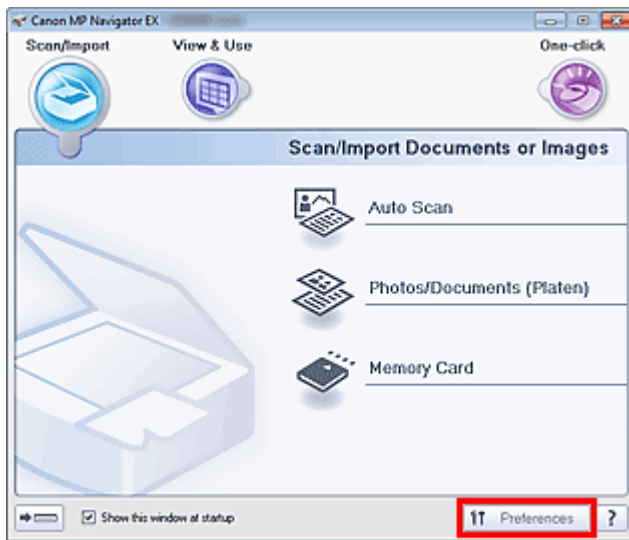 Canon MP Navigator EX
Scan/Import View & Use One-click
Scan/Import Documents or Images
Auto Scan
Photos/Documents (Platen)
Memory Card
Show this window at startup Preferences ?